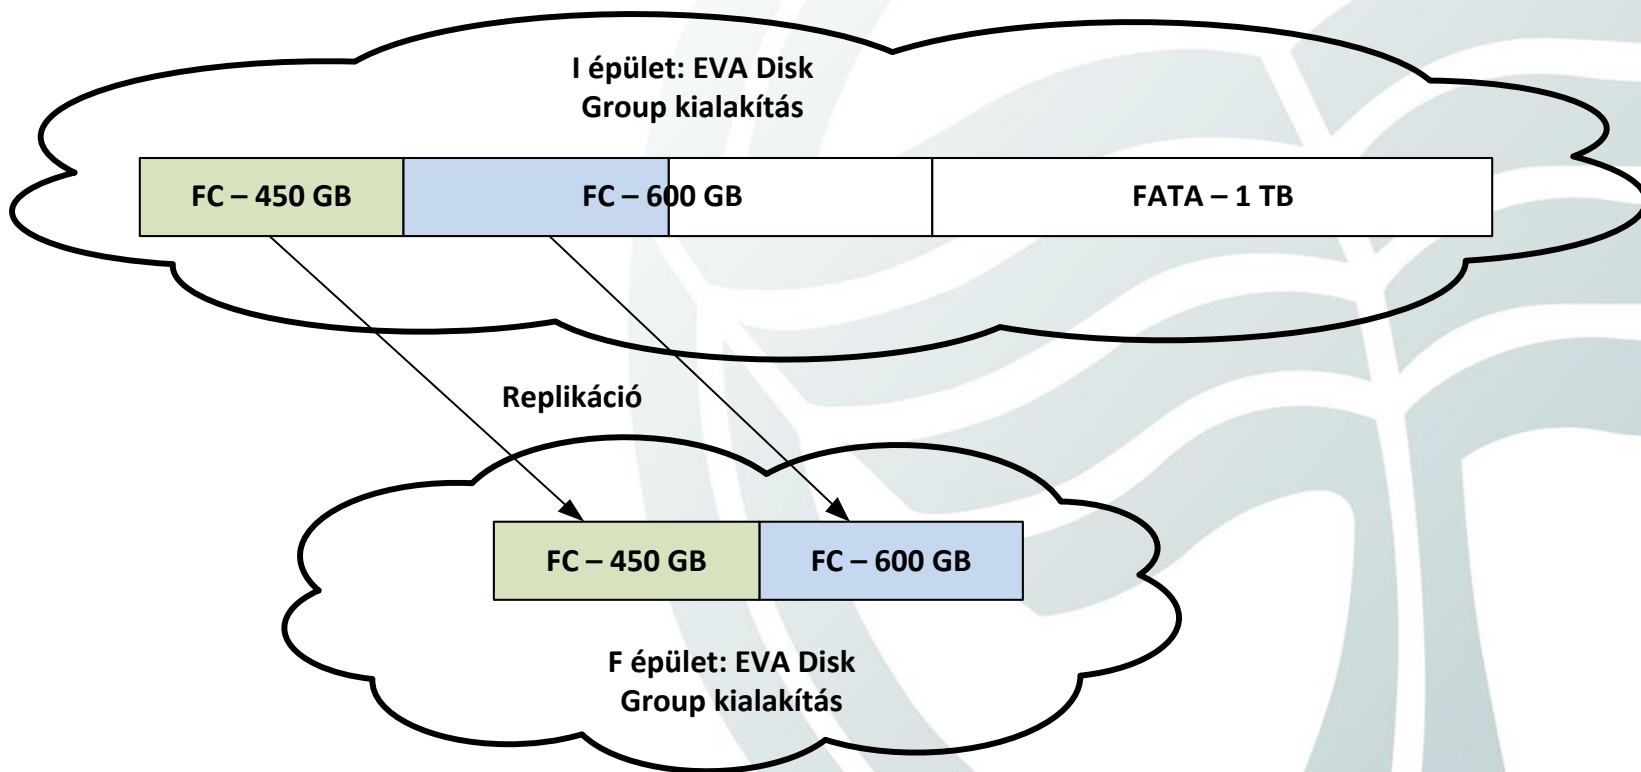 I épület: EVA Disk
Group kialakítás
FC – 450 GB
FC – 600 GB
FATA – 1 TB
Replikáció
FC – 450 GB
FC – 600 GB
F épület: EVA Disk
Group kialakítás